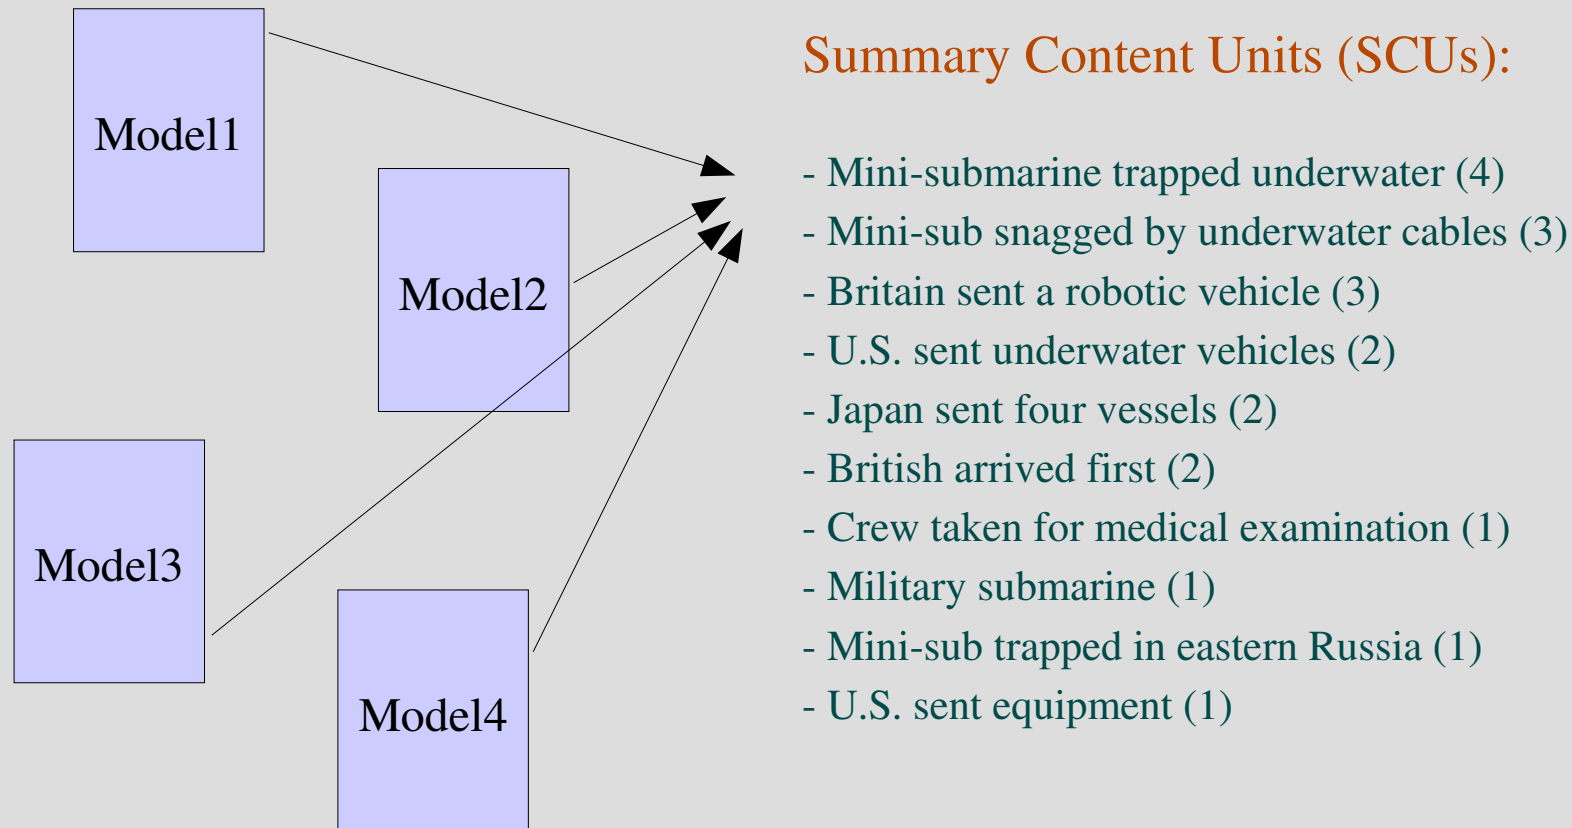 Model1
Model2
Model3
Model4
Summary Content Units (SCUs):
- Mini-submarine trapped underwater (4)
- Mini-sub snagged by underwater cables (3)
- Britain sent a robotic vehicle (3)
- U.S. sent underwater vehicles (2)
- Japan sent four vessels (2)
- British arrived first (2)
- Crew taken for medical examination (1)
- Military submarine (1)
- Mini-sub trapped in eastern Russia (1)
- U.S. sent equipment (1)